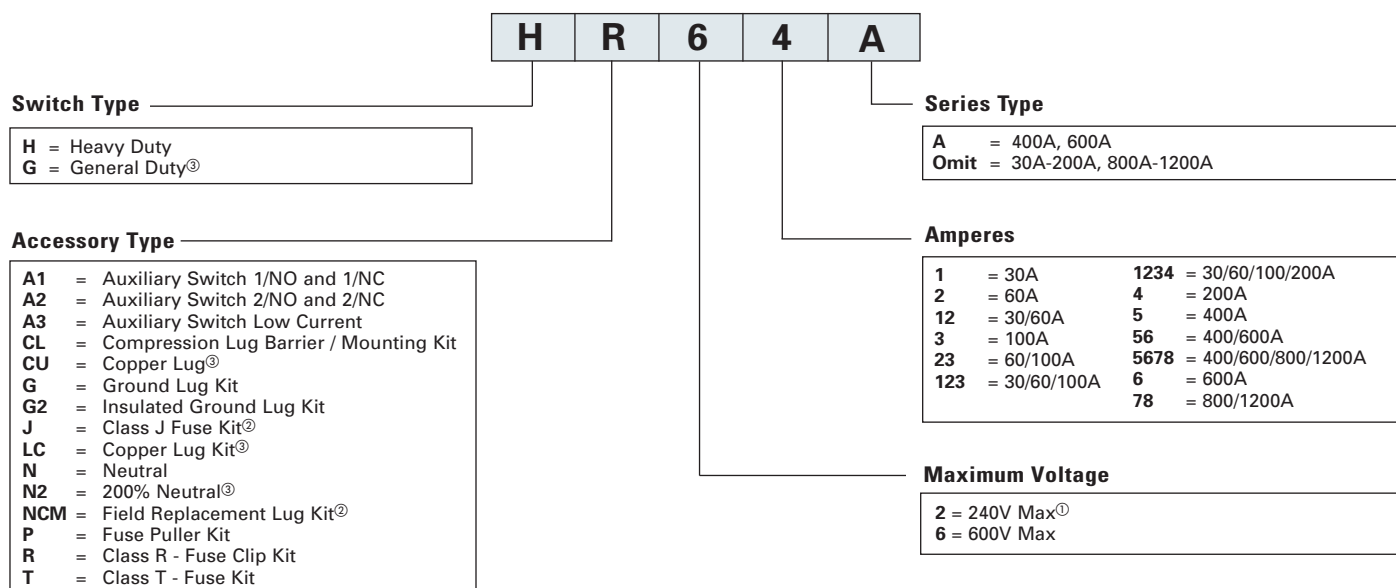 H R 6 4 A
Switch Type
H = Heavy Duty
G = General Duty③
Accessory Type
A1 = Auxiliary Switch 1/NO and 1/NC
A2 = Auxiliary Switch 2/NO and 2/NC
A3 = Auxiliary Switch Low Current
CL = Compression Lug Barrier / Mounting Kit
CU = Copper Lug③
G = Ground Lug Kit
G2 = Insulated Ground Lug Kit
J = Class J Fuse Kit②
LC = Copper Lug Kit③
N = Neutral
N2 = 200% Neutral③
NCM = Field Replacement Lug Kit②
P = Fuse Puller Kit
R = Class R - Fuse Clip Kit
T = Class T - Fuse Kit
Series Type
A = 400A, 600A
Omit = 30A-200A, 800A-1200A
Amperes
1 = 30A
2 = 60A
12 = 30/60A
3 = 100A
23 = 60/100A
123 = 30/60/100A
1234 = 30/60/100/200A
4 = 200A
5 = 400A
56 = 400/600A
5678 = 400/600/800/1200A
6 = 600A
78 = 800/1200A
Maximum Voltage
2 = 240V Max①
6 = 600V Max